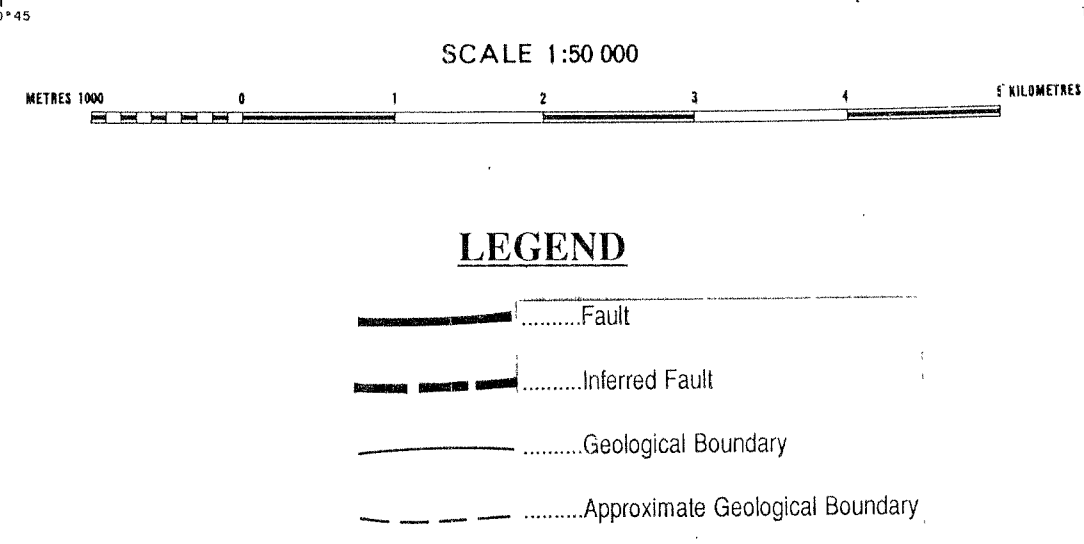 0°45
SCALE 1:50 000
METRES 1000 0 1 2 3 4 5 KILOMETRES
LEGEND
..........Fault
..........Inferred Fault
..........Geological Boundary
..........Approximate Geological Boundary